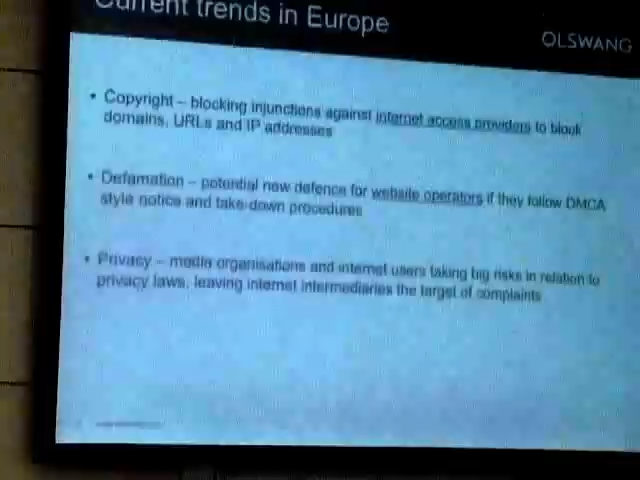 Current trends in Europe
OLSWANG
• Copyright – blocking injunctions against internet access providers to block
domains, URLs and IP addresses
• Defamation – potential new defence for website operators if they follow DMCA
style notice and take-down procedures
• Privacy – media organisations and internet users taking big risks in relation to
privacy laws, leaving internet intermediaries the target of complaints